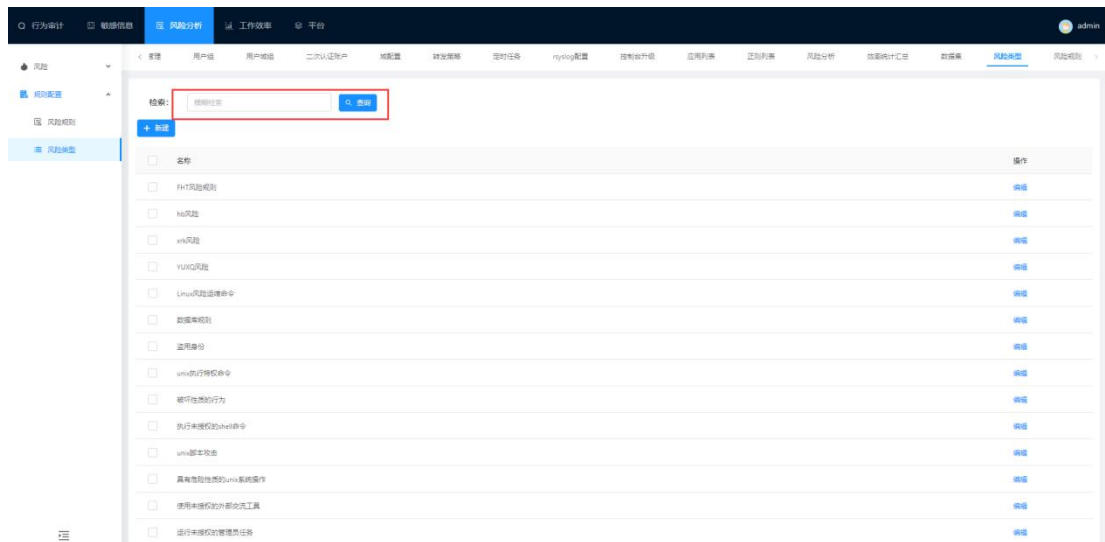 行为审计 敏感信息 风险分析 工作效率 平台 admin
风险
管理 用户组 用户域组 二次认证账户 域配置 转发策略 定时任务 rsyslog配置 控制台升级 应用列表 正则列表 风险分析 效率统计汇总 数据集 风险类型 风险规则
规则配置
检索: 模糊检索 查询
风险规则
+ 新建
风险类型
名称 操作
FHT风险规则 编辑
hb风险 编辑
xrk风险 编辑
YUXQ风险 编辑
Linux风险运维命令 编辑
数据库规则 编辑
盗用身份 编辑
unix执行特权命令 编辑
破坏性质的行为 编辑
执行未授权的shell命令 编辑
unix脚本攻击 编辑
具有危险性质的unix系统操作 编辑
使用未授权的外部交流工具 编辑
运行未授权的管理员任务 编辑